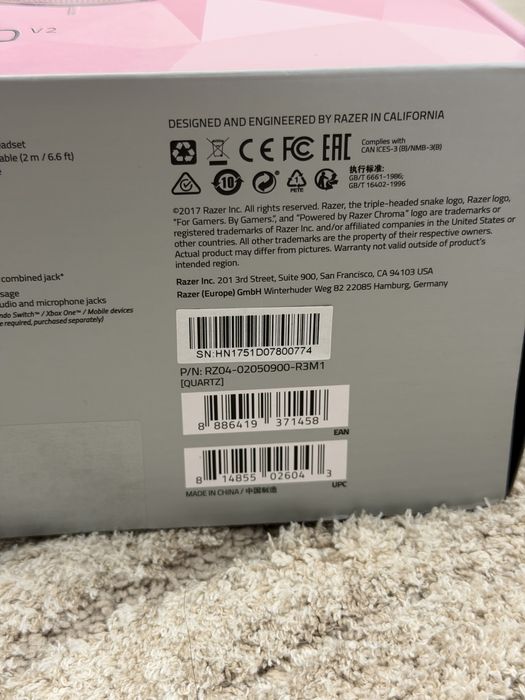 V2
DESIGNED AND ENGINEERED BY RAZER IN CALIFORNIA
CE FC EAC
Complies with
CAN ICES-3 (B)/NMB-3(B)
10
1
PETE
执行标准:
GB/T 6661-1986;
GB/T 16402-1996
©2017 Razer Inc. All rights reserved. Razer, the triple-headed snake logo, Razer logo,
"For Gamers. By Gamers.", and "Powered by Razer Chroma" logo are trademarks or
registered trademarks of Razer Inc. and/or affiliated companies in the United States or
other countries. All other trademarks are the property of their respective owners.
Actual product may differ from pictures. Warranty not valid outside of product's
intended region.
Razer Inc. 201 3rd Street, Suite 900, San Francisco, CA 94103 USA
Razer (Europe) GmbH Winterhuder Weg 82 22085 Hamburg, Germany
SN:HN1751D07800774
P/N: RZ04-02050900-R3M1
[QUARTZ]
8 886419 371458
EAN
8 14855 02604 3
UPC
MADE IN CHINA / 中国制造
adset
able (2 m / 6.6 ft)
combined jack*
sage
udio and microphone jacks
ndo Switch™ / Xbox One™ / Mobile devices
e required, purchased separately)